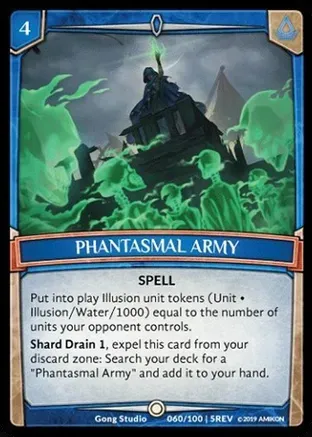 4
PHANTASMAL ARMY
SPELL
Put into play Illusion unit tokens (Unit •
Illusion/Water/1000) equal to the number of
units your opponent controls.
Shard Drain 1, expel this card from your
discard zone: Search your deck for a
"Phantasmal Army" and add it to your hand.
Gong Studio 060/100 | 5REV ©2019 AMIKON